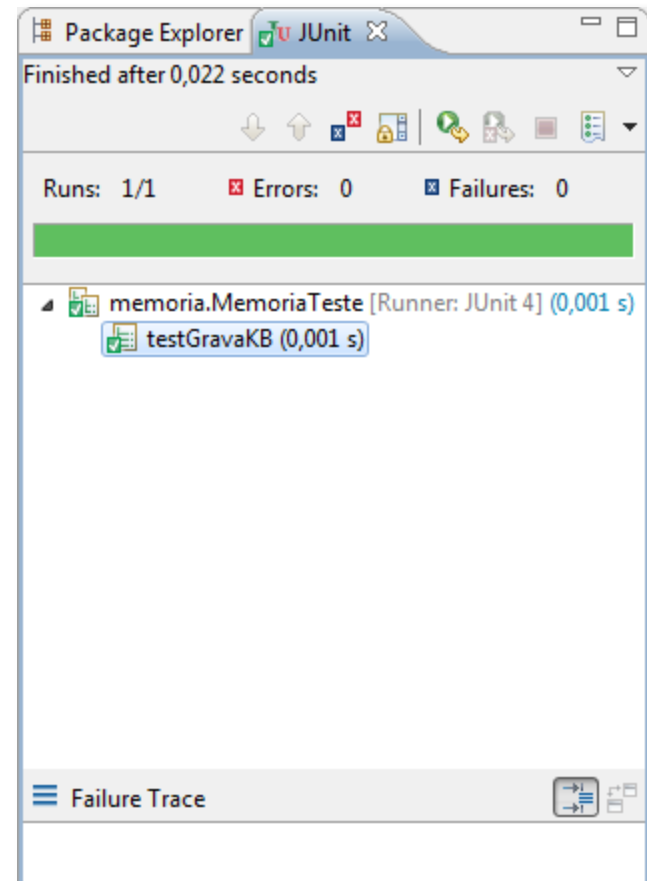 Package Explorer JUnit
Finished after 0,022 seconds
Runs: 1/1 Errors: 0 Failures: 0
memoria.MemoriaTeste [Runner: JUnit 4] (0,001 s)
testGravaKB (0,001 s)
Failure Trace